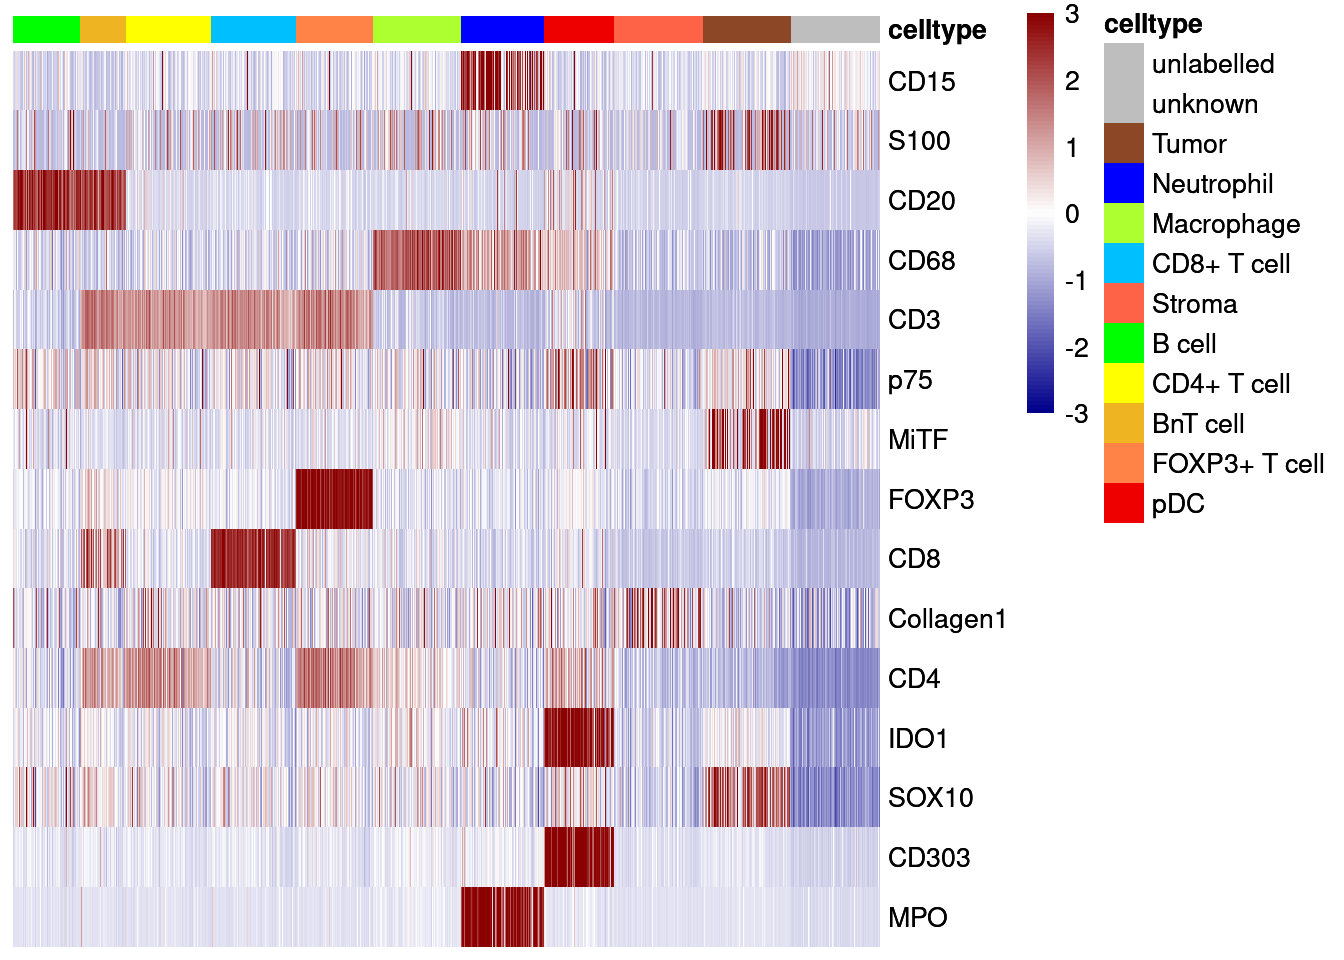 celltype
CD15
S100
CD20
CD68
CD3
p75
MiTF
FOXP3
CD8
Collagen1
CD4
IDO1
SOX10
CD303
MPO
3
2
1
0
-1
-2
-3
celltype
unlabelled
unknown
Tumor
Neutrophil
Macrophage
CD8+ T cell
Stroma
B cell
CD4+ T cell
BnT cell
FOXP3+ T cell
pDC